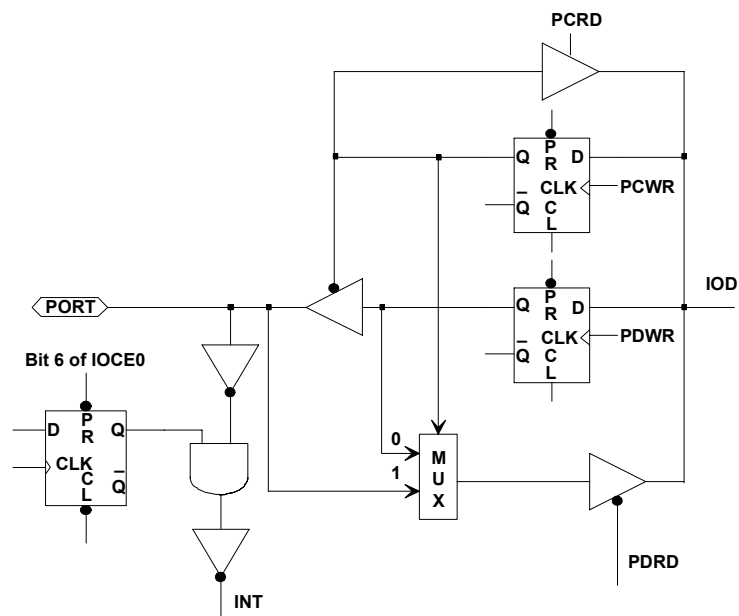 PCRD
P
R
Q
D
CLK
PCWR
Q
C
L
IOD
PORT
P
R
Q
D
CLK
PDWR
Q
C
L
Bit 6 of IOCE0
P
R
D
Q
CLK
C
L
Q
0
1
M
U
X
PDRD
INT